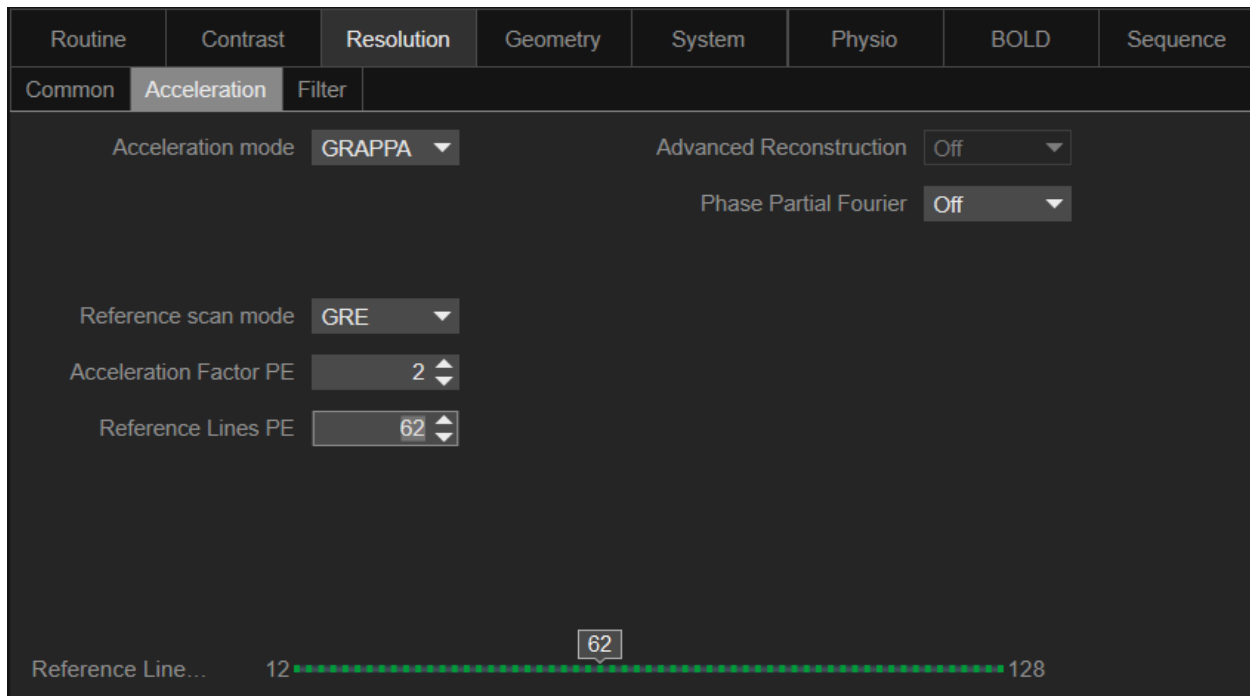 Routine Contrast Resolution Geometry System Physio BOLD Sequence
Common Acceleration Filter
Acceleration mode GRAPPA Advanced Reconstruction Off
Phase Partial Fourier Off
Reference scan mode GRE
Acceleration Factor PE 2
Reference Lines PE 62
62
Reference Line... 12 128